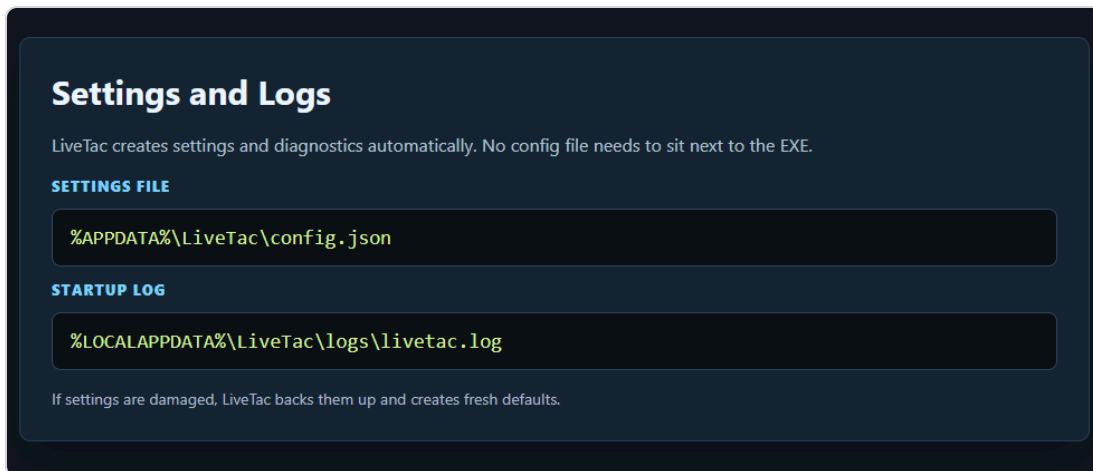 Settings and Logs
LiveTac creates settings and diagnostics automatically. No config file needs to sit next to the EXE.
SETTINGS FILE
%APPDATA%\LiveTac\config.json
STARTUP LOG
%LOCALAPPDATA%\LiveTac\logs\livetac.log
If settings are damaged, LiveTac backs them up and creates fresh defaults.